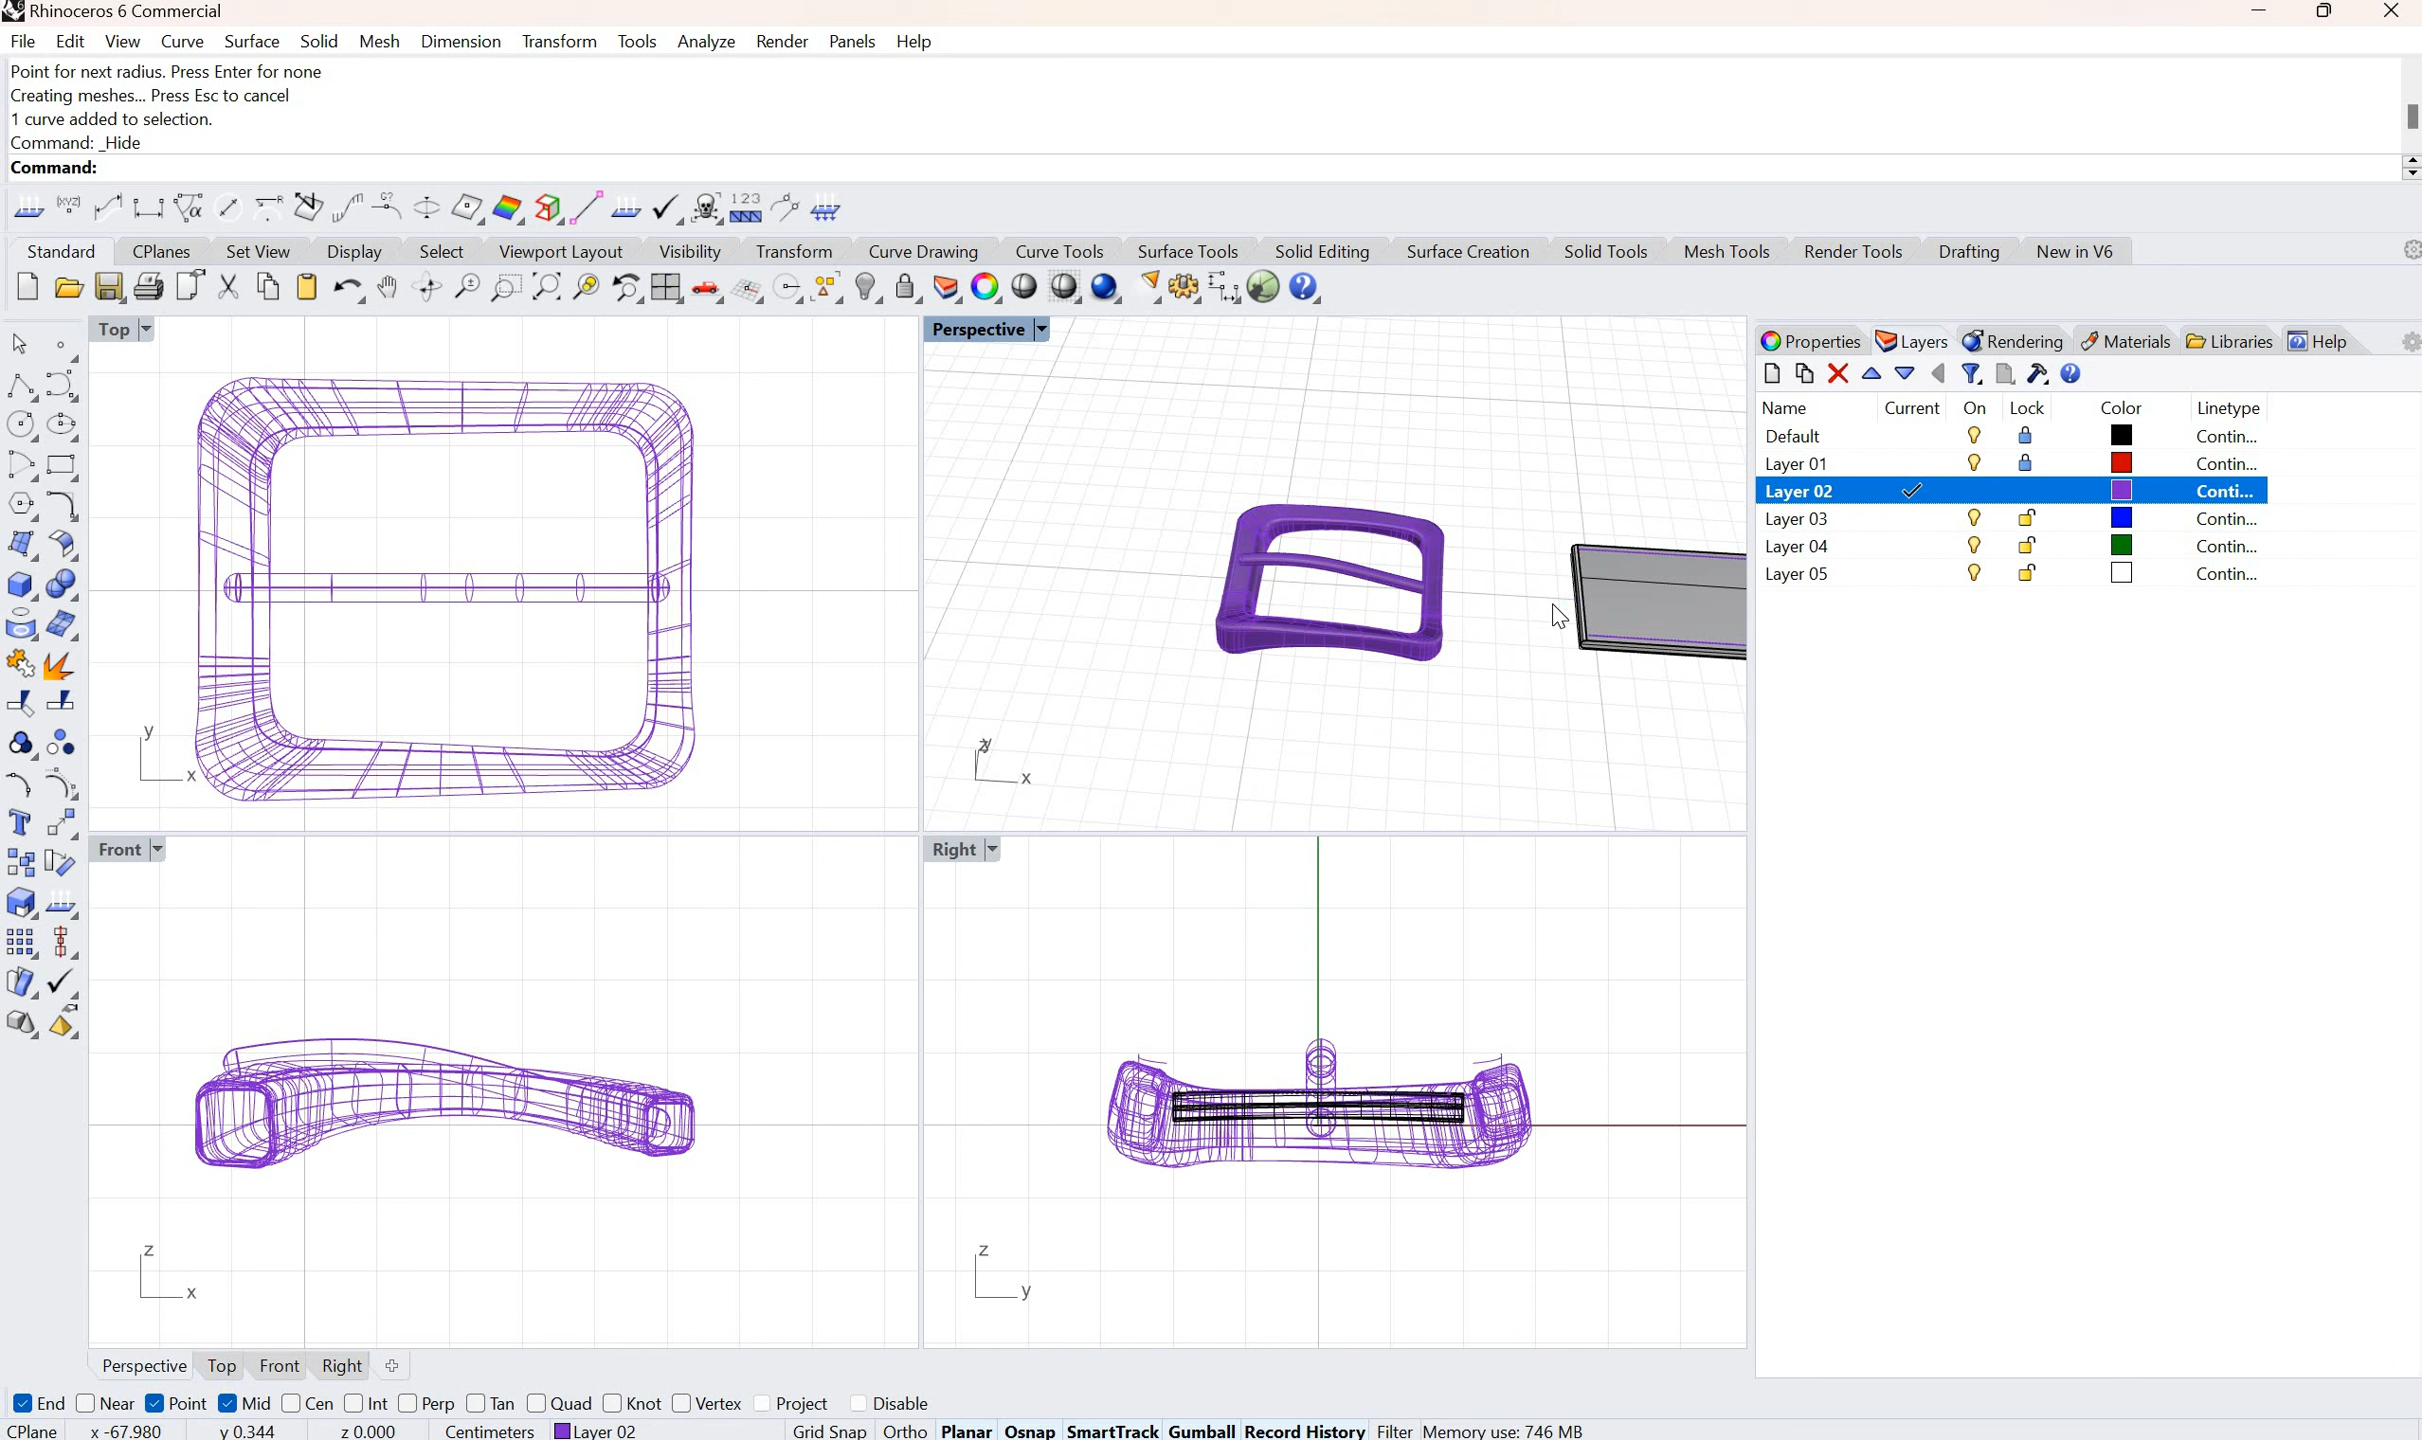 Rhinoceros 6 Commercial
File Edit View Curve Surface Solid Mesh Dimension Transform Tools Analyze Render Panels Help
Point for next radius. Press Enter for none
Creating meshes... Press Esc to cancel
1 curve added to selection.
Command: _Hide
Command:
Standard CPlanes Set View Display Select Viewport Layout Visibility Transform Curve Drawing Curve Tools Surface Tools Solid Editing Surface Creation Solid Tools Mesh Tools Render Tools Drafting New in V6
Top
Perspective
Properties Layers Rendering Materials Libraries Help
Name Current On Lock Color Linetype
Default Contin...
Layer 01 Contin...
Layer 02 Conti...
Layer 03 Contin...
Layer 04 Contin...
Layer 05 Contin...
y
x
x
Front
Right
z
x
z
y
Perspective Top Front Right
End Near Point Mid Cen Int Perp Tan Quad Knot Vertex Project Disable
CPlane x -67.980 y 0.344 z 0.000 Centimeters Layer 02 Grid Snap Ortho Planar Osnap SmartTrack Gumball Record History Filter Memory use: 746 MB